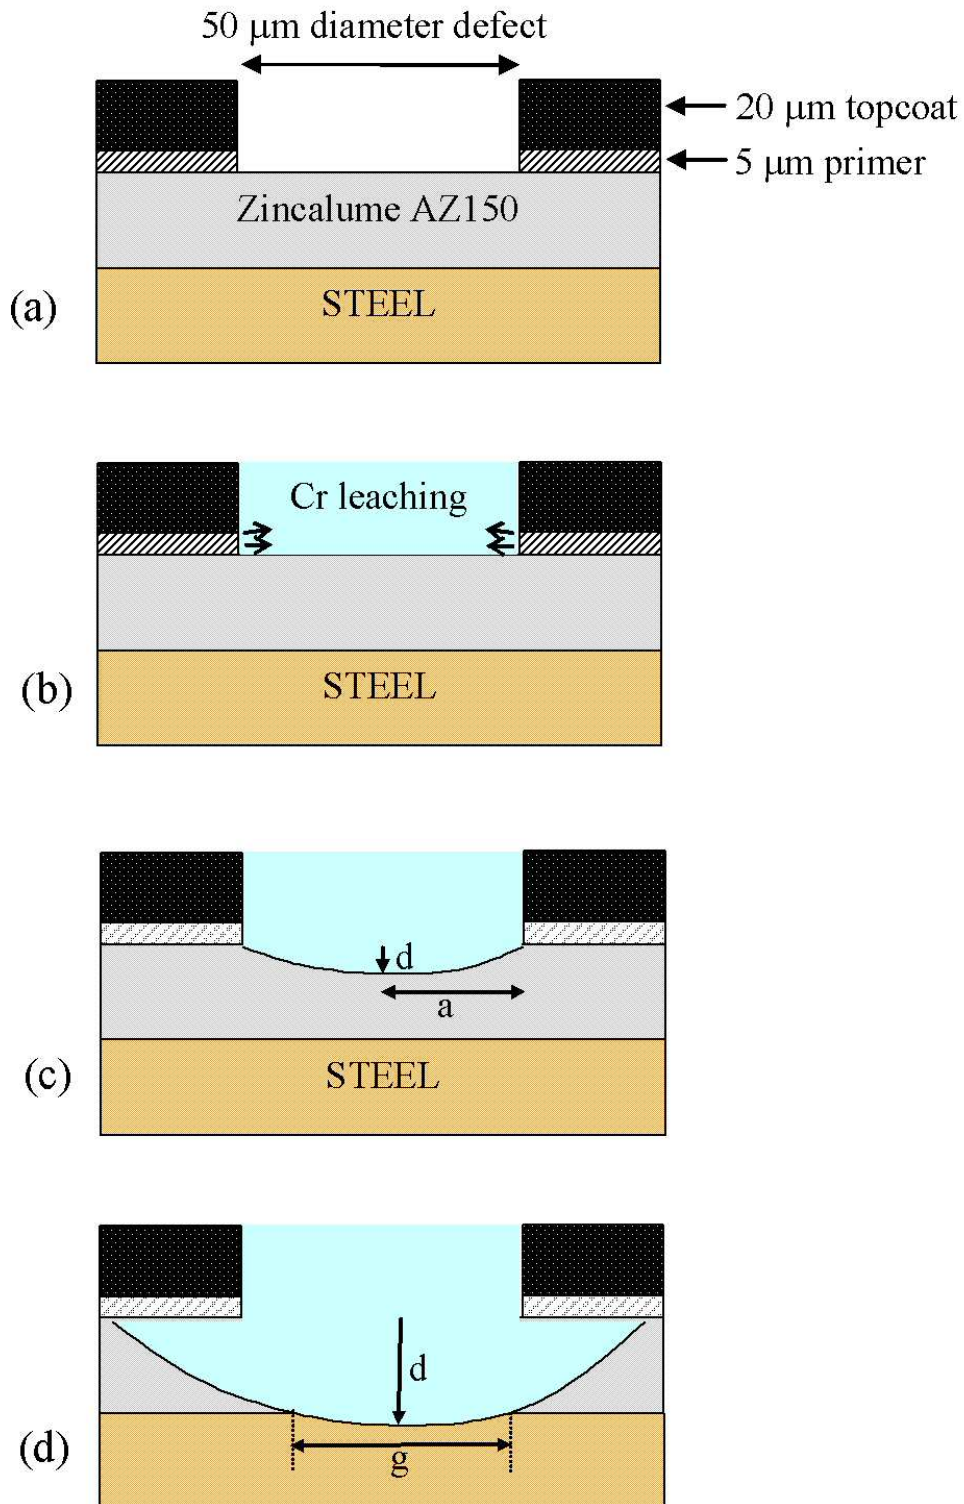 50 μm diameter defect
20 μm topcoat
5 μm primer
Zincalume AZ150
STEEL
(a)
Cr leaching
STEEL
(b)
d
a
STEEL
(c)
d
g
(d)